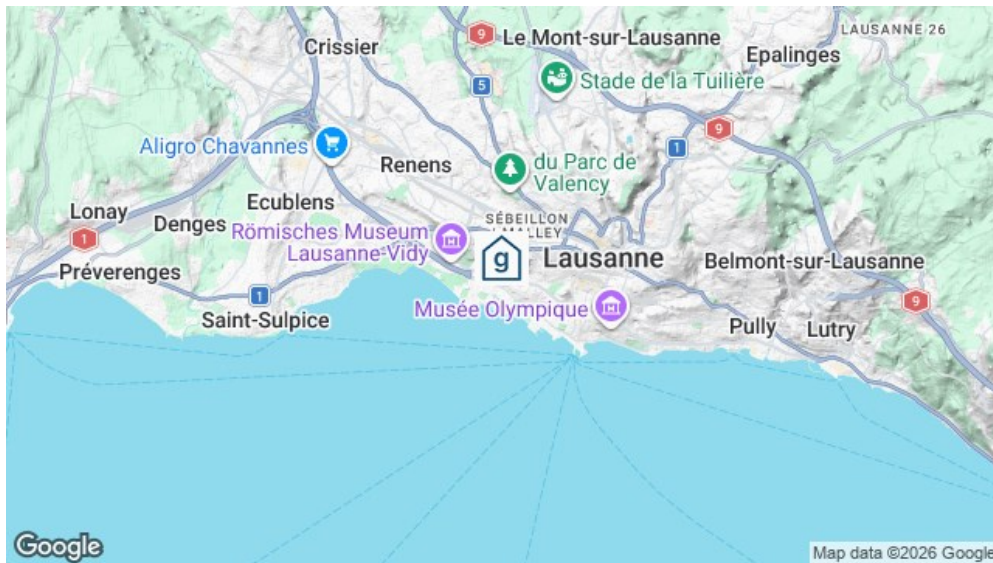 Crissier
9
Le Mont-sur-Lausanne
LAUSANNE 26
Epalinges
5
Stade de la Tuilière
Aligro Chavannes
9
1
Renens
du Parc de
Valency
Ecublens
Lonay
Denges
SÉBEILLON
MALLEY
1
Römisches Museum
Lausanne-Vidy
g
Lausanne
Belmont-sur-Lausanne
Préverenges
1
9
Saint-Sulpice
Musée Olympique
Pully
Lutry
Google
Map data ©2026 Google